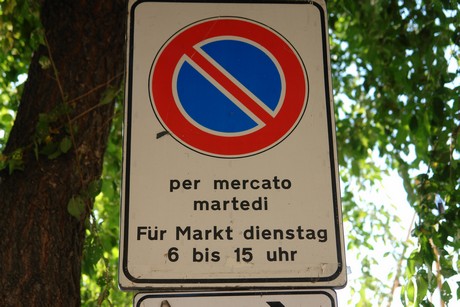 per mercato
martedi
Für Markt dienstag
6 bis 15 uhr